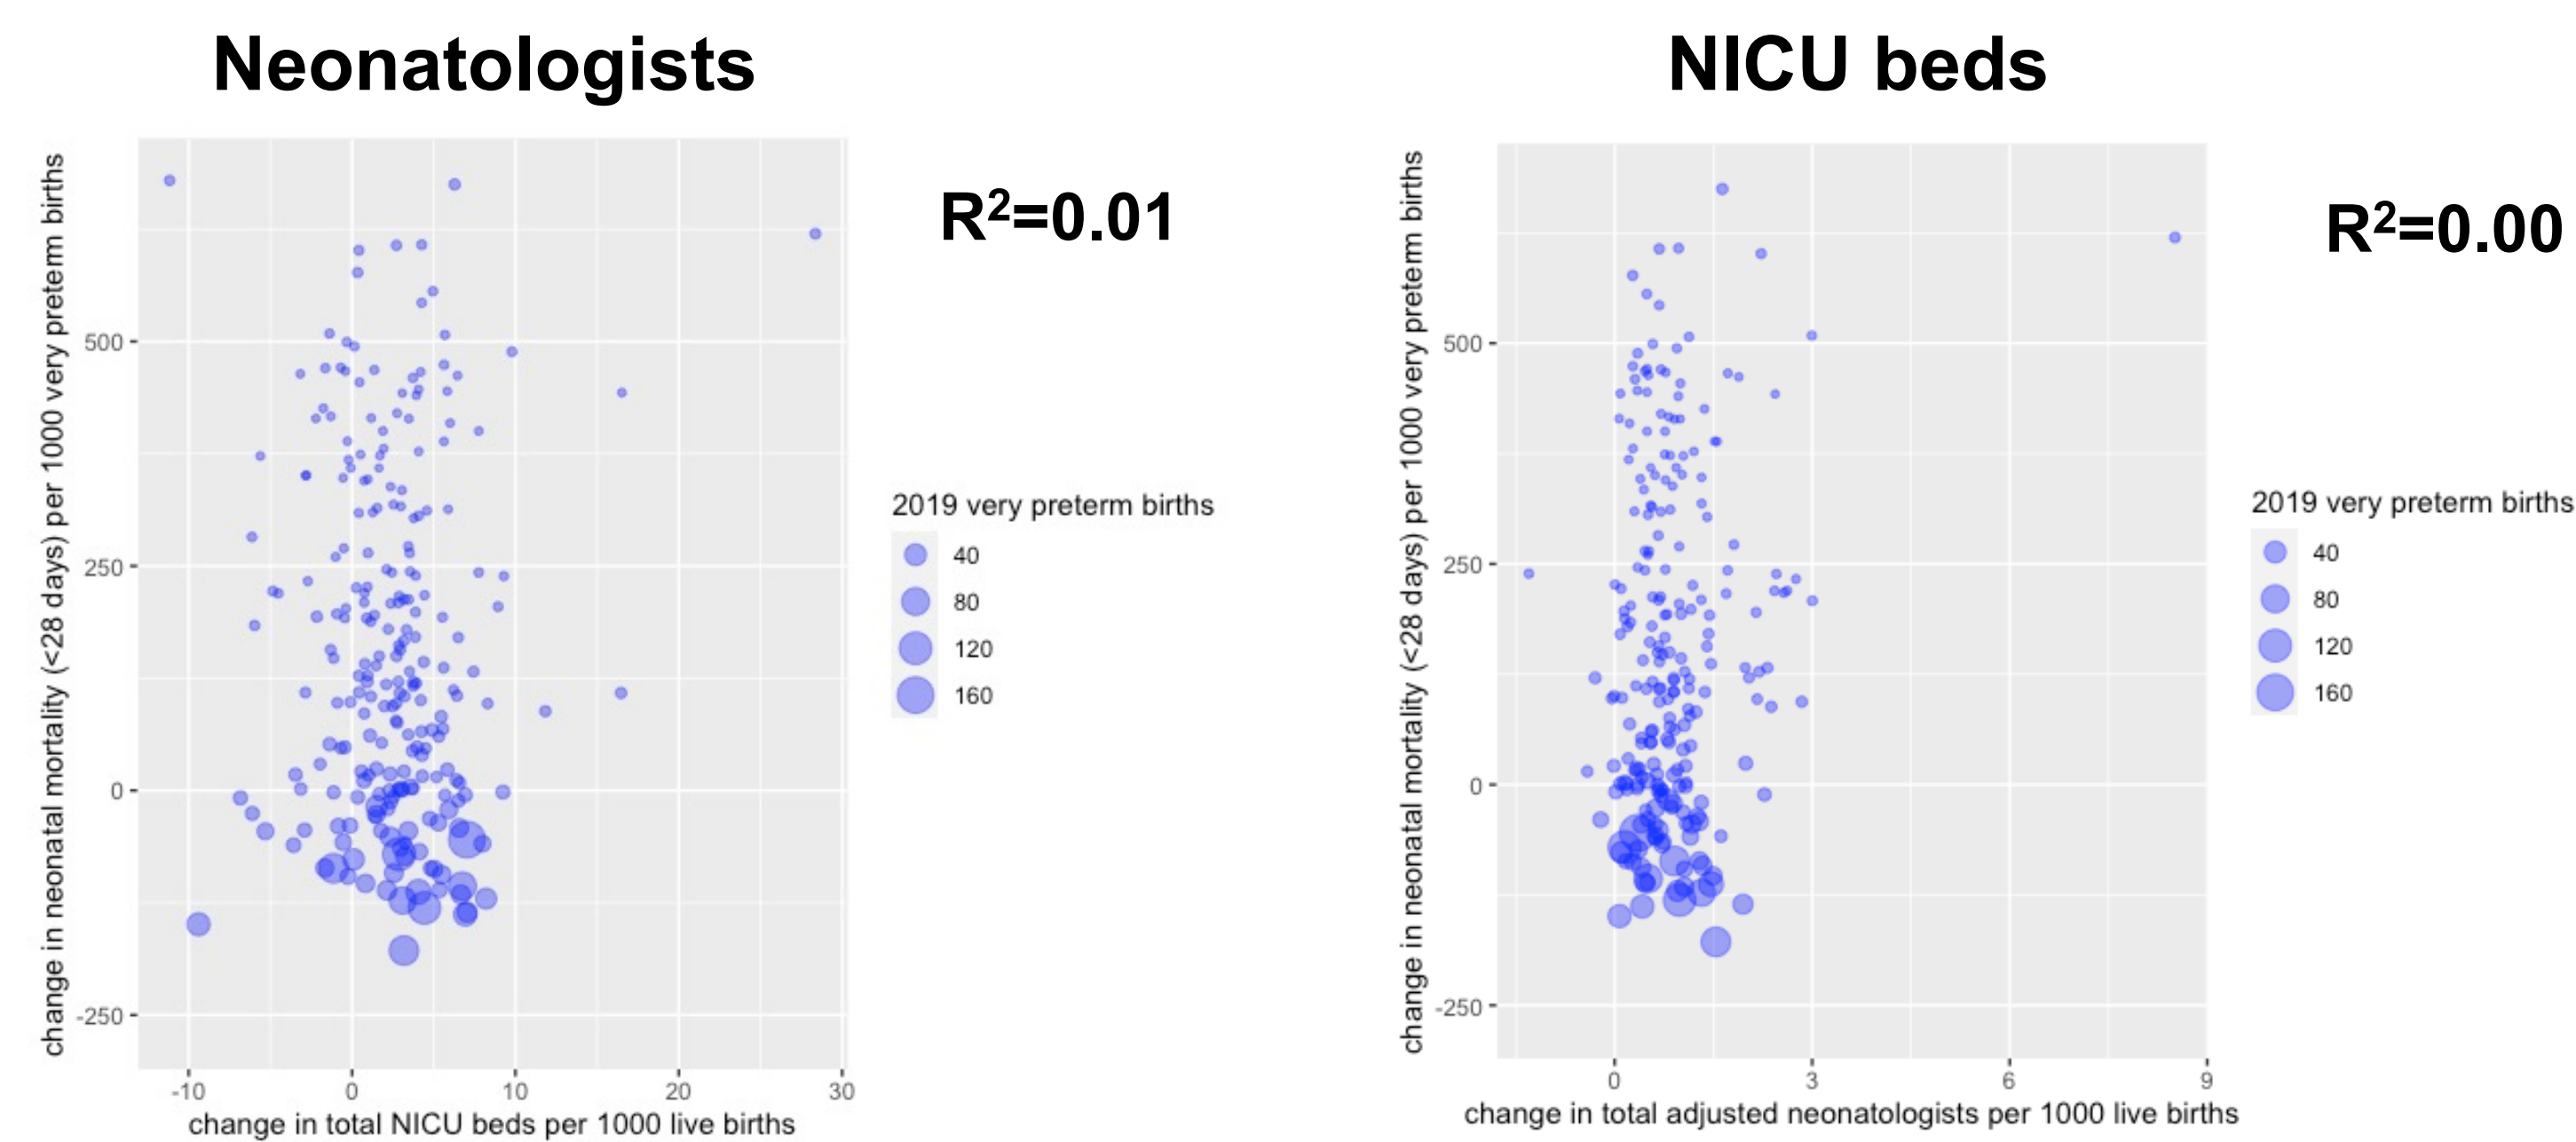 Neonatologists
change in neonatal mortality (<28 days) per 1000 very preterm births
500
250
0
-250
-10 0 10 20 30
change in total NICU beds per 1000 live births
R²=0.01
2019 very preterm births
40
80
120
160
NICU beds
change in neonatal mortality (<28 days) per 1000 very preterm births
500
250
0
-250
0 3 6 9
change in total adjusted neonatologists per 1000 live births
R²=0.00
2019 very preterm births
40
80
120
160